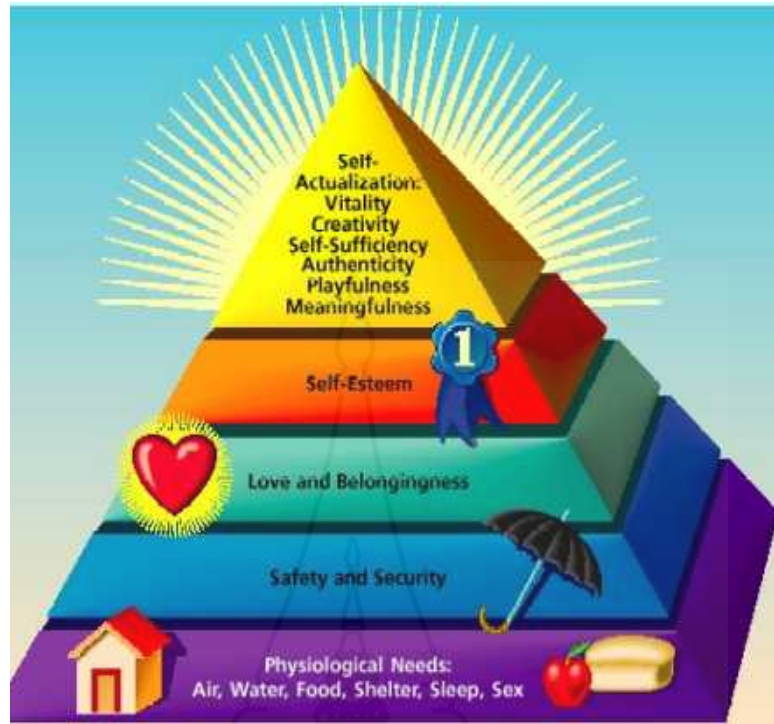 Self-
Actualization:
Vitality
Creativity
Self-Sufficiency
Authenticity
Playfulness
Meaningfulness
1
Self-Esteem
Love and Belongingness
Safety and Security
Physiological Needs:
Air, Water, Food, Shelter, Sleep, Sex